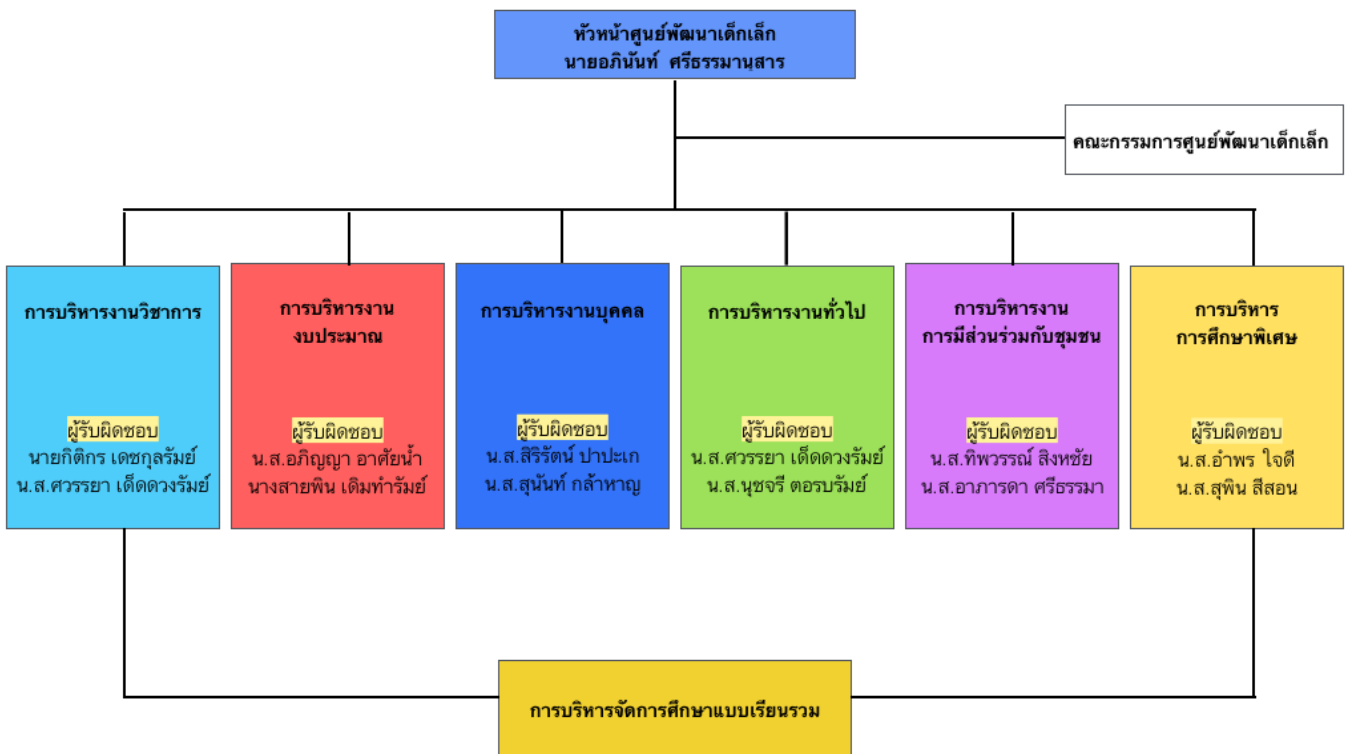 หัวหน้าศูนย์พัฒนาเด็กเล็ก
นายอภินันท์ ศรีธรรมานุสาร
คณะกรรมการศูนย์พัฒนาเด็กเล็ก
การบริหารงานวิชาการ
ผู้รับผิดชอบ
นายกิติกร เดชกุลรัมย์
น.ส.ศวรรยา เด็ดดวงรัมย์
การบริหารงาน
งบประมาณ
ผู้รับผิดชอบ
น.ส.อภิญญา อาศัยน้ำ
นางสายพิน เดิมทำรัมย์
การบริหารงานบุคคล
ผู้รับผิดชอบ
น.ส.สิริรัตน์ ปาปะเก
น.ส.สุนันท์ กล้าหาญ
การบริหารงานทั่วไป
ผู้รับผิดชอบ
น.ส.ศวรรยา เด็ดดวงรัมย์
น.ส.นุชจรี ตอรบรัมย์
การบริหารงาน
การมีส่วนร่วมกับชุมชน
ผู้รับผิดชอบ
น.ส.ทิพวรรณ์ สิงหชัย
น.ส.อาภารดา ศรีธรรมา
การบริหาร
การศึกษาพิเศษ
ผู้รับผิดชอบ
น.ส.อำพร ใจดี
น.ส.สุพิน สีสอน
การบริหารจัดการศึกษาแบบเรียนรวม